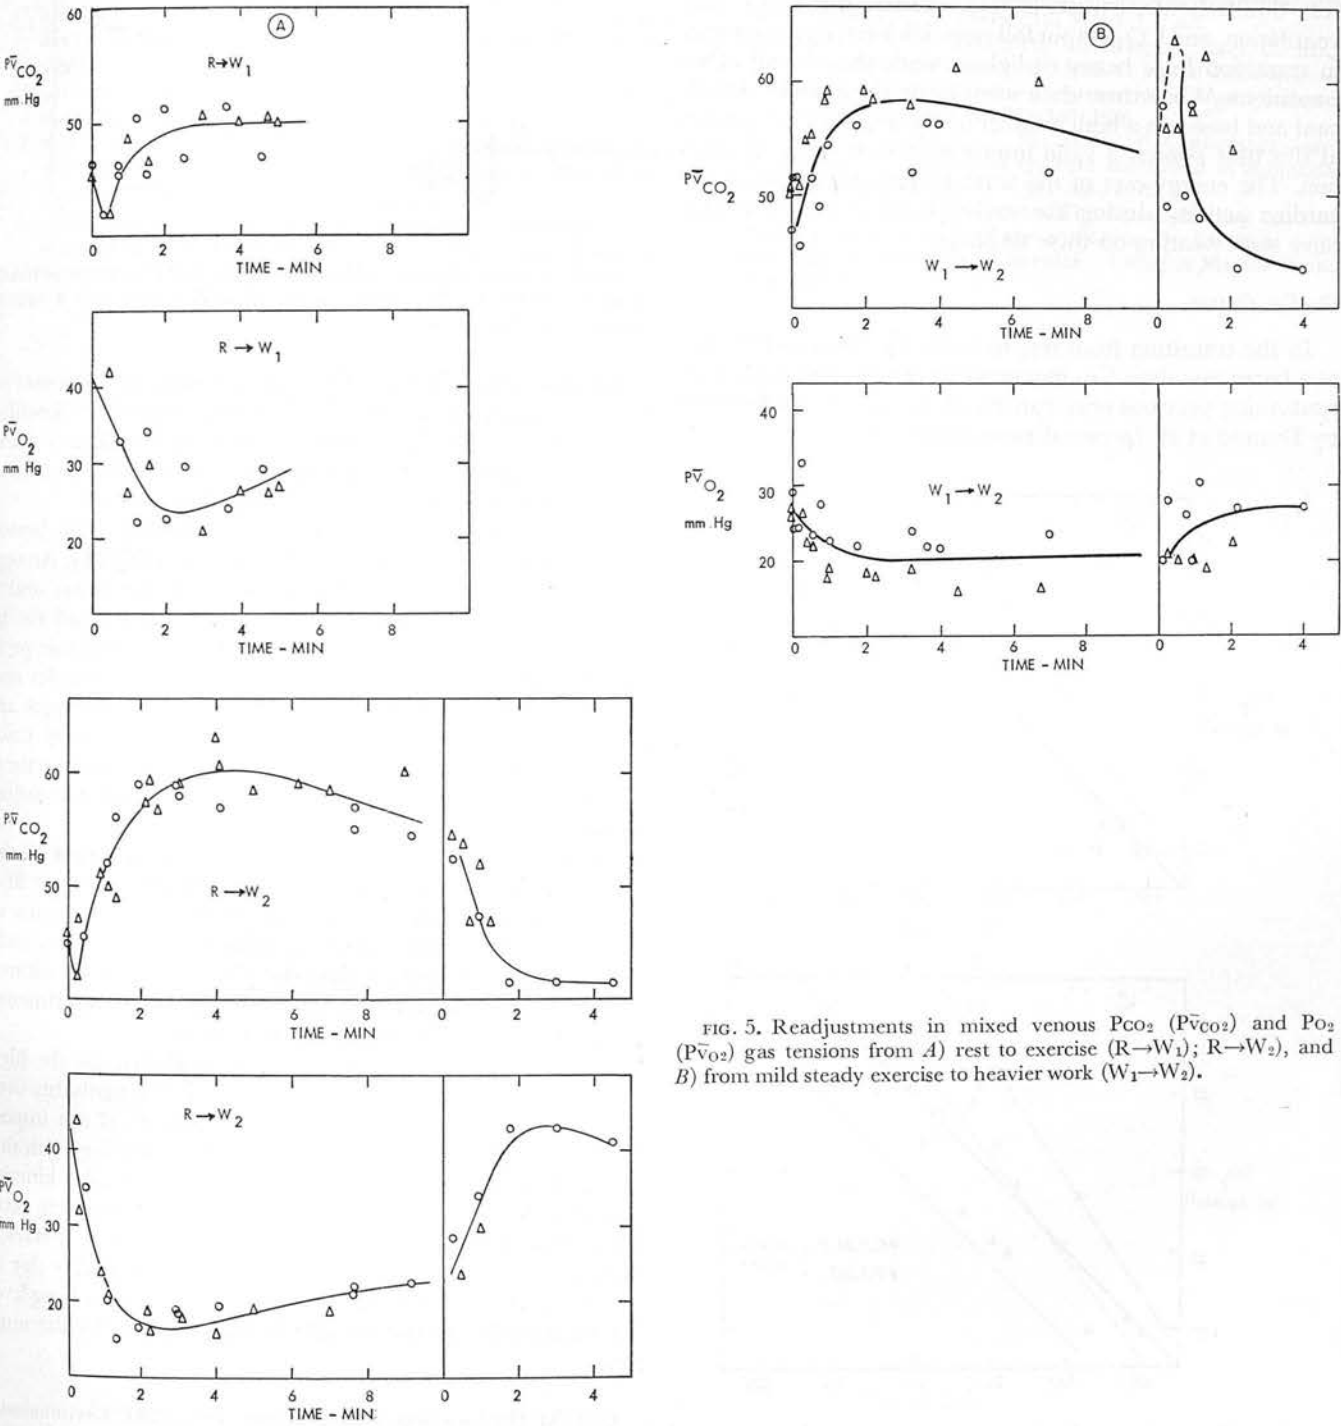 A
60
Pv̄CO2
mm.Hg
50
R→W1
0 2 4 6 8
TIME – MIN
R→W1
40
Pv̄O2
mm Hg
30
20
0 2 4 6 8
TIME – MIN
60
Pv̄CO2
mm.Hg
50
R→W2
0 2 4 6 8 0 2 4
TIME – MIN
R→W2
40
Pv̄O2
mm Hg
30
20
0 2 4 6 8 0 2 4
TIME – MIN
B
60
Pv̄CO2
50
W1→W2
0 2 4 6 8 0 2 4
TIME – MIN
40
Pv̄O2
mm.Hg
30
20
W1→W2
0 2 4 6 8 0 2 4
TIME – MIN
FIG. 5. Readjustments in mixed venous Pco2 (Pv̄CO2) and Po2
(Pv̄O2) gas tensions from A) rest to exercise (R→W1); R→W2), and
B) from mild steady exercise to heavier work (W1→W2).